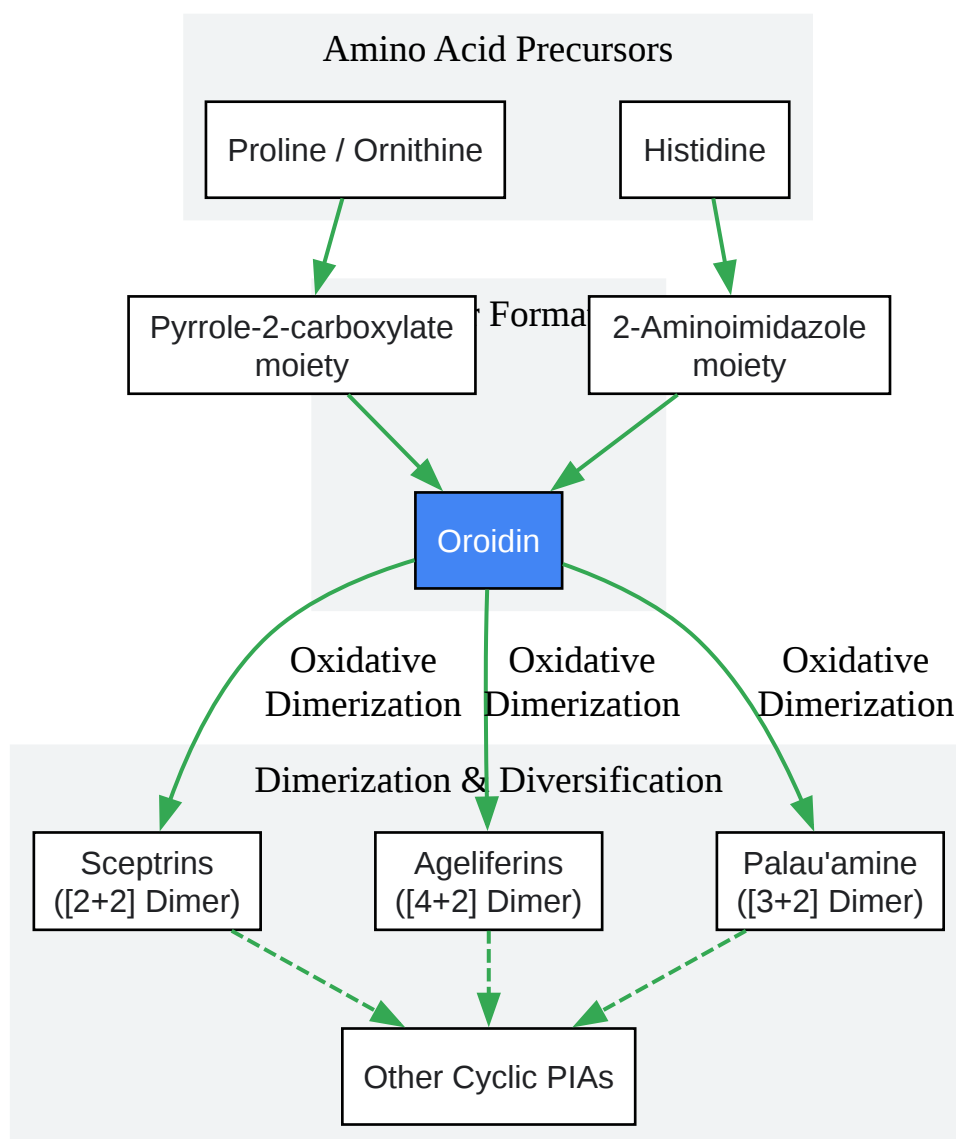 Amino Acid Precursors
Proline / Ornithine
Histidine
Pyrrole-2-carboxylate
moiety
2-Aminoimidazole
moiety
Oroidin
Oxidative
Dimerization
Oxidative
Dimerization
Oxidative
Dimerization
Dimerization & Diversification
Sceptrins
([2+2] Dimer)
Ageliferins
([4+2] Dimer)
Palau'amine
([3+2] Dimer)
Other Cyclic PIAs